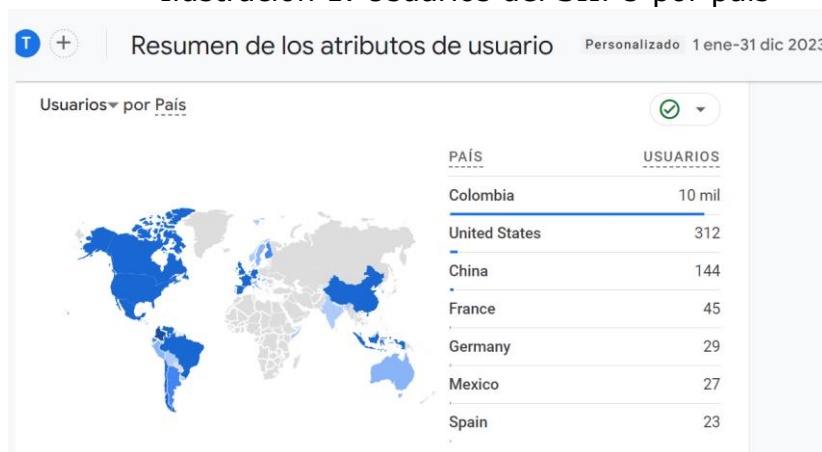 T + Resumen de los atributos de usuario Personalizado 1 ene-31 dic 2023
Usuarios por País
PAÍS USUARIOS
Colombia 10 mil
United States 312
China 144
France 45
Germany 29
Mexico 27
Spain 23